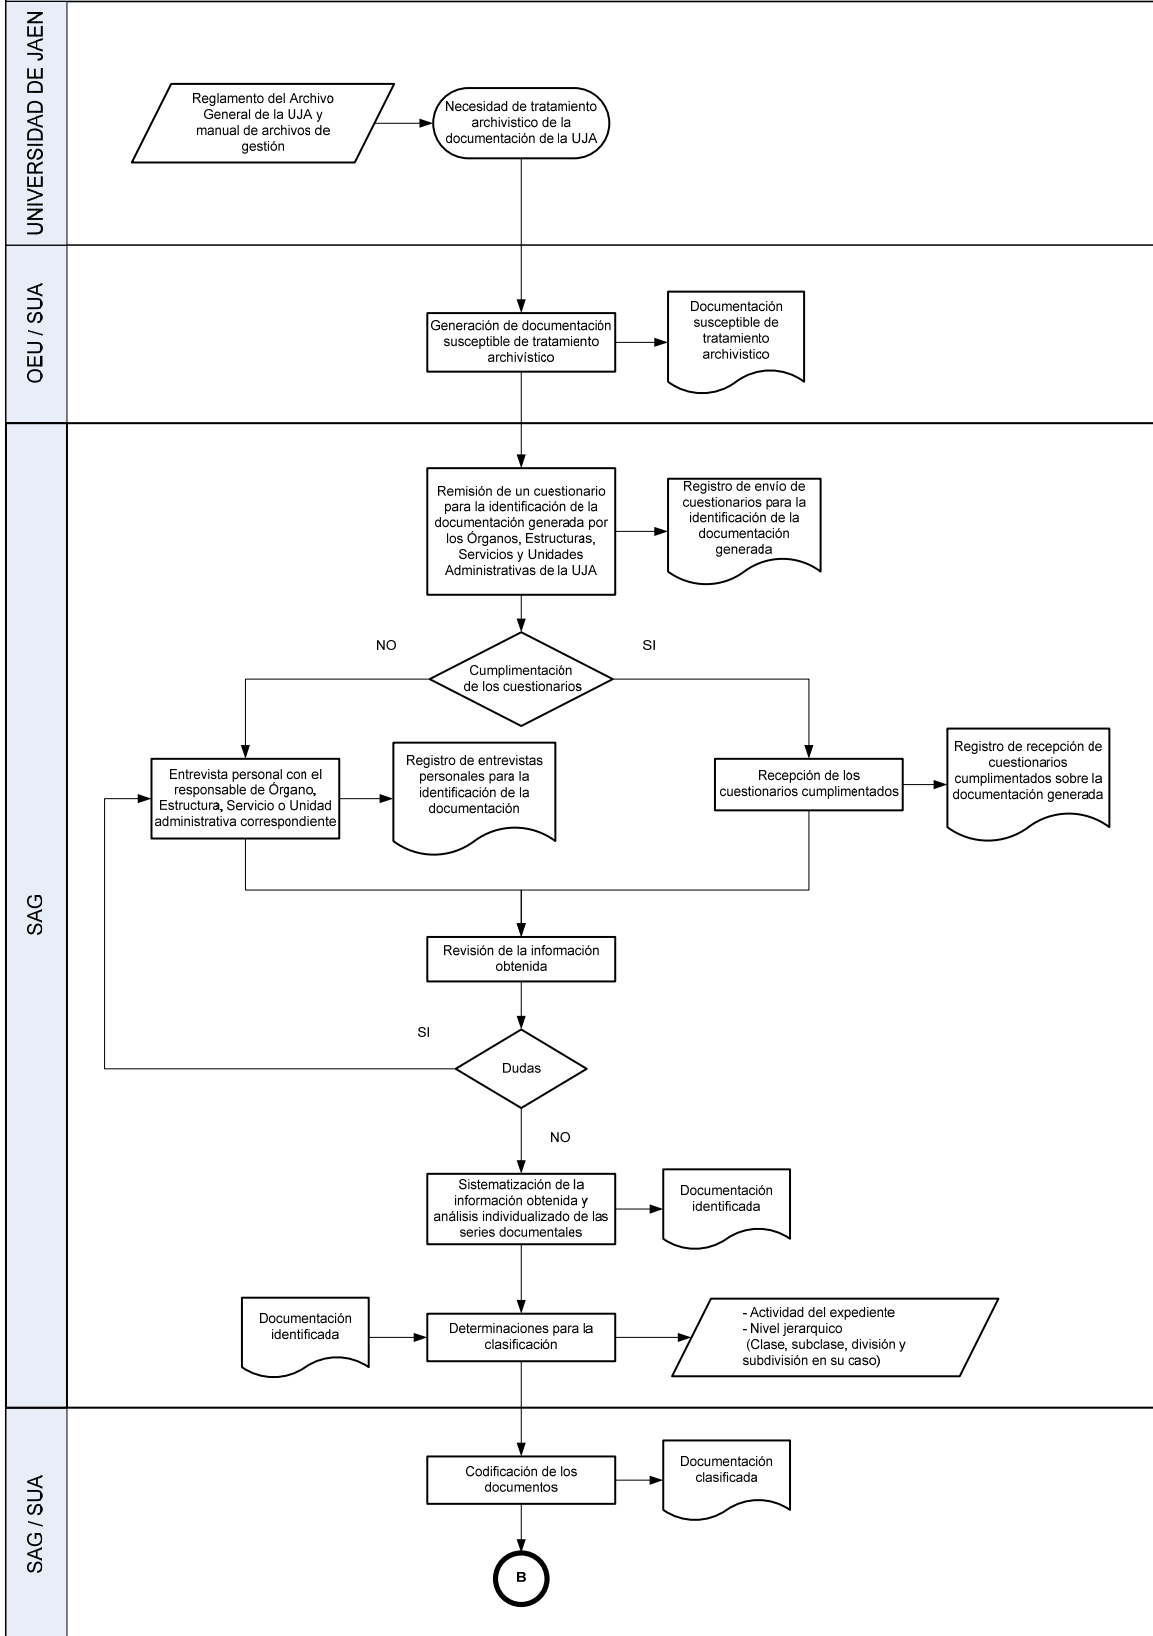 UNIVERSIDAD DE JAEN
Reglamento del Archivo
General de la UJA y
manual de archivos de
gestión
Necesidad de tratamiento
archivistico de la
documentación de la UJA
OEU / SUA
Generación de documentación
susceptible de tratamiento
archivístico
Documentación
susceptible de
tratamiento
archivistico
SAG
Remisión de un cuestionario
para la identificación de la
documentación generada por
los Órganos, Estructuras,
Servicios y Unidades
Administrativas de la UJA
Registro de envío de
cuestionarios para la
identificación de la
documentación
generada
NO
SI
Cumplimentación
de los cuestionarios
Entrevista personal con el
responsable de Órgano,
Estructura, Servicio o Unidad
administrativa correspondiente
Registro de entrevistas
personales para la
identificación de la
documentación
Recepción de los
cuestionarios cumplimentados
Registro de recepción de
cuestionarios
cumplimentados sobre la
documentación generada
Revisión de la información
obtenida
SI
Dudas
NO
Sistematización de la
información obtenida y
análisis individualizado de las
series documentales
Documentación
identificada
Documentación
identificada
Determinaciones para la
clasificación
- Actividad del expediente
- Nivel jerarquico
(Clase, subclase, división y
subdivisión en su caso)
SAG / SUA
Codificación de los
documentos
Documentación
clasificada
B